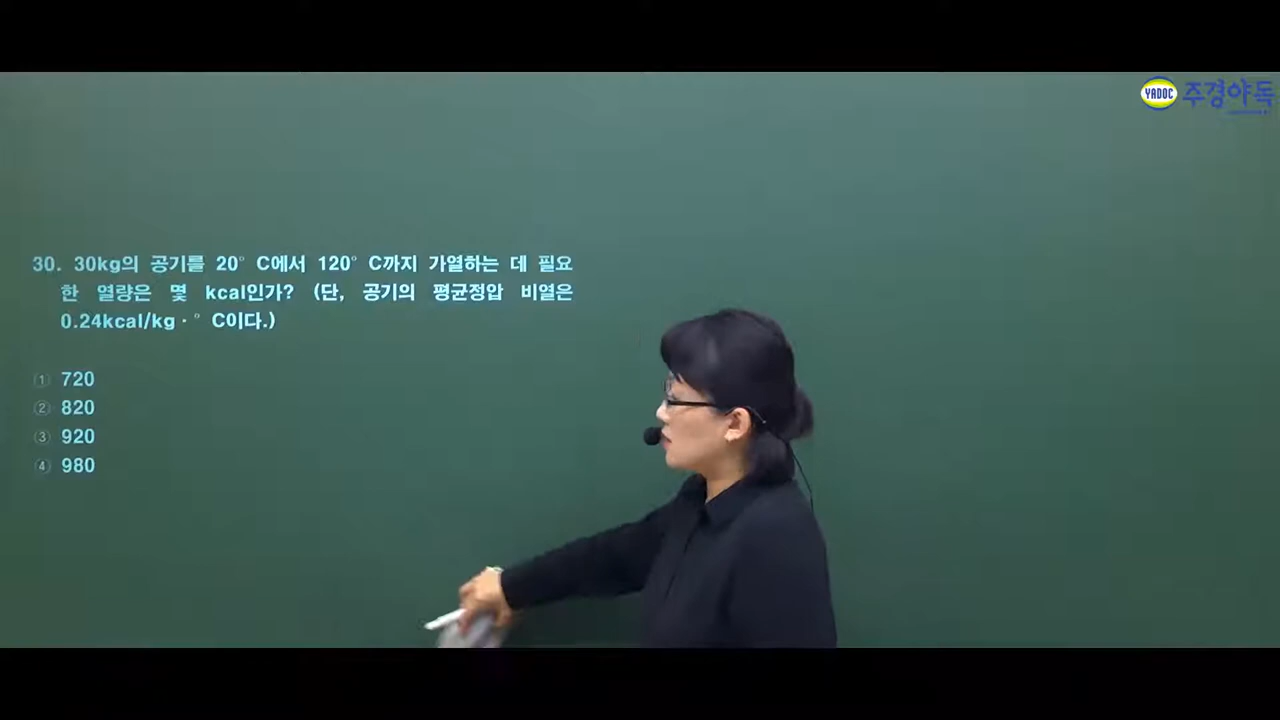 YADOC 주경야독
30. 30kg의 공기를 20° C에서 120° C까지 가열하는 데 필요
한 열량은 몇 kcal인가? (단, 공기의 평균정압 비열은
0.24kcal/kg · ° C이다.)
① 720
② 820
③ 920
④ 980